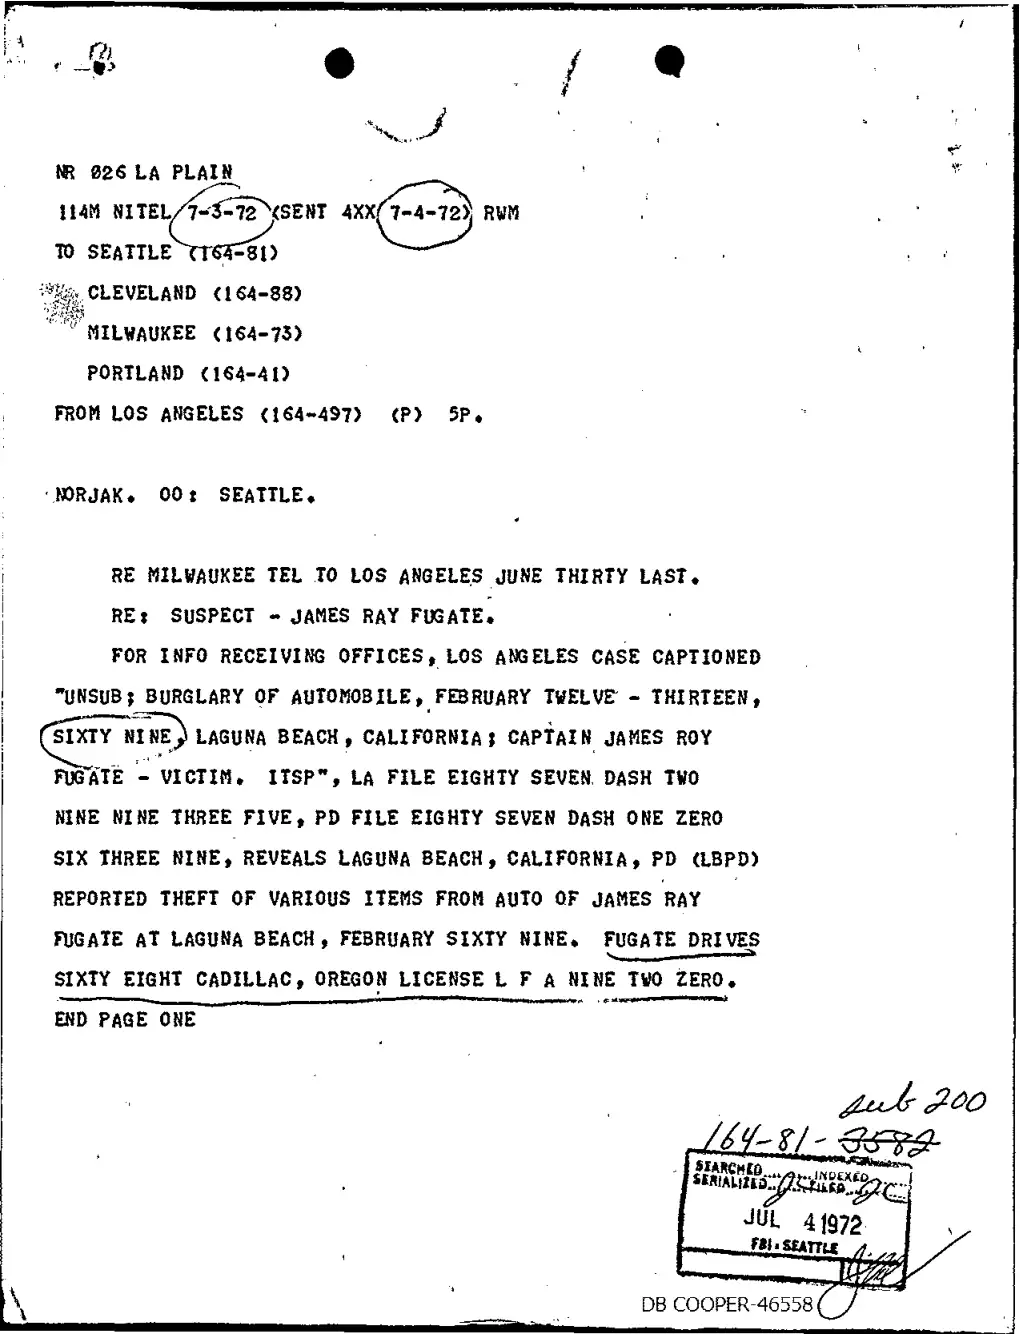 NR 026 LA PLAIN
114M NITEL 7-3-72 (SENT 4XX 7-4-72) RWM
TO SEATTLE (164-81)
CLEVELAND (164-88)
MILWAUKEE (164-73)
PORTLAND (164-41)
FROM LOS ANGELES (164-497) (P) 5P.
NORJAK. OO: SEATTLE.
RE MILWAUKEE TEL TO LOS ANGELES JUNE THIRTY LAST.
RE: SUSPECT - JAMES RAY FUGATE.
FOR INFO RECEIVING OFFICES, LOS ANGELES CASE CAPTIONED
"UNSUB; BURGLARY OF AUTOMOBILE, FEBRUARY TWELVE - THIRTEEN,
SIXTY NINE, LAGUNA BEACH, CALIFORNIA; CAPTAIN JAMES ROY
FUGATE - VICTIM. ITSP", LA FILE EIGHTY SEVEN DASH TWO
NINE NINE THREE FIVE, PD FILE EIGHTY SEVEN DASH ONE ZERO
SIX THREE NINE, REVEALS LAGUNA BEACH, CALIFORNIA, PD (LBPD)
REPORTED THEFT OF VARIOUS ITEMS FROM AUTO OF JAMES RAY
FUGATE AT LAGUNA BEACH, FEBRUARY SIXTY NINE. FUGATE DRIVES
SIXTY EIGHT CADILLAC, OREGON LICENSE L F A NINE TWO ZERO.
END PAGE ONE
sub 200
164-81-3582
SEARCHED.... INDEXED....
SERIALIZED.. FILED....
JUL 4 1972
FBI - SEATTLE
DB COOPER-46558